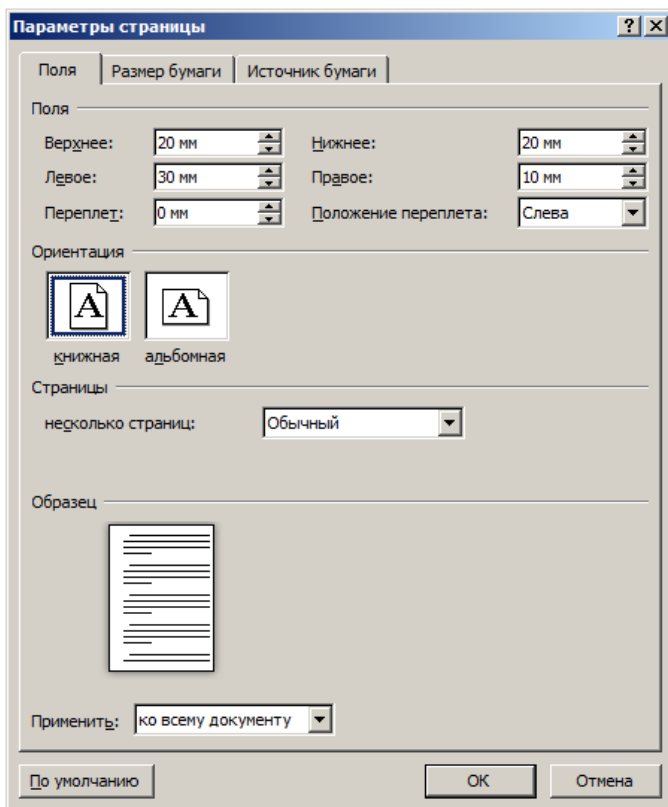 Параметры страницы
Поля Размер бумаги Источник бумаги
Поля
Верхнее: 20 мм Нижнее: 20 мм
Левое: 30 мм Правое: 10 мм
Переплет: 0 мм Положение переплета: Слева
Ориентация
A A
книжная альбомная
Страницы
несколько страниц: Обычный
Образец
Применить: ко всему документу
По умолчанию ОК Отмена